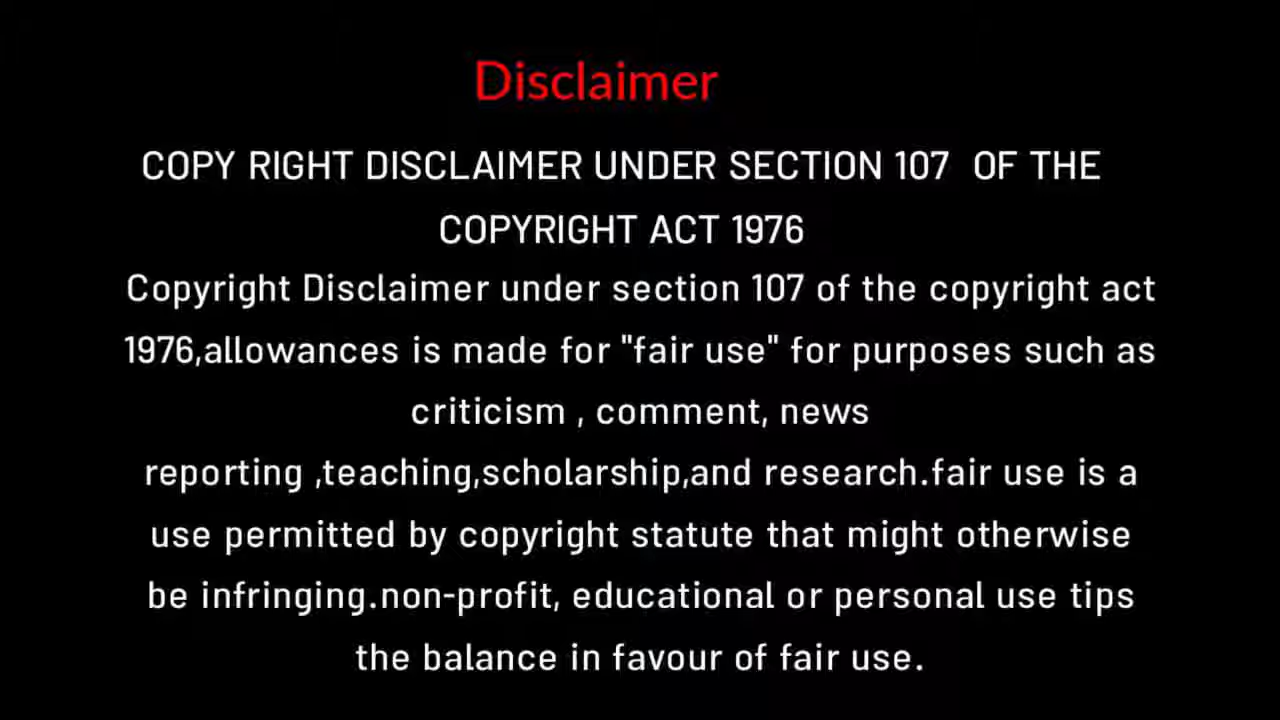 Disclaimer
COPY RIGHT DISCLAIMER UNDER SECTION 107 OF THE
COPYRIGHT ACT 1976
Copyright Disclaimer under section 107 of the copyright act
1976,allowances is made for "fair use" for purposes such as
criticism , comment, news
reporting ,teaching,scholarship,and research.fair use is a
use permitted by copyright statute that might otherwise
be infringing.non-profit, educational or personal use tips
the balance in favour of fair use.